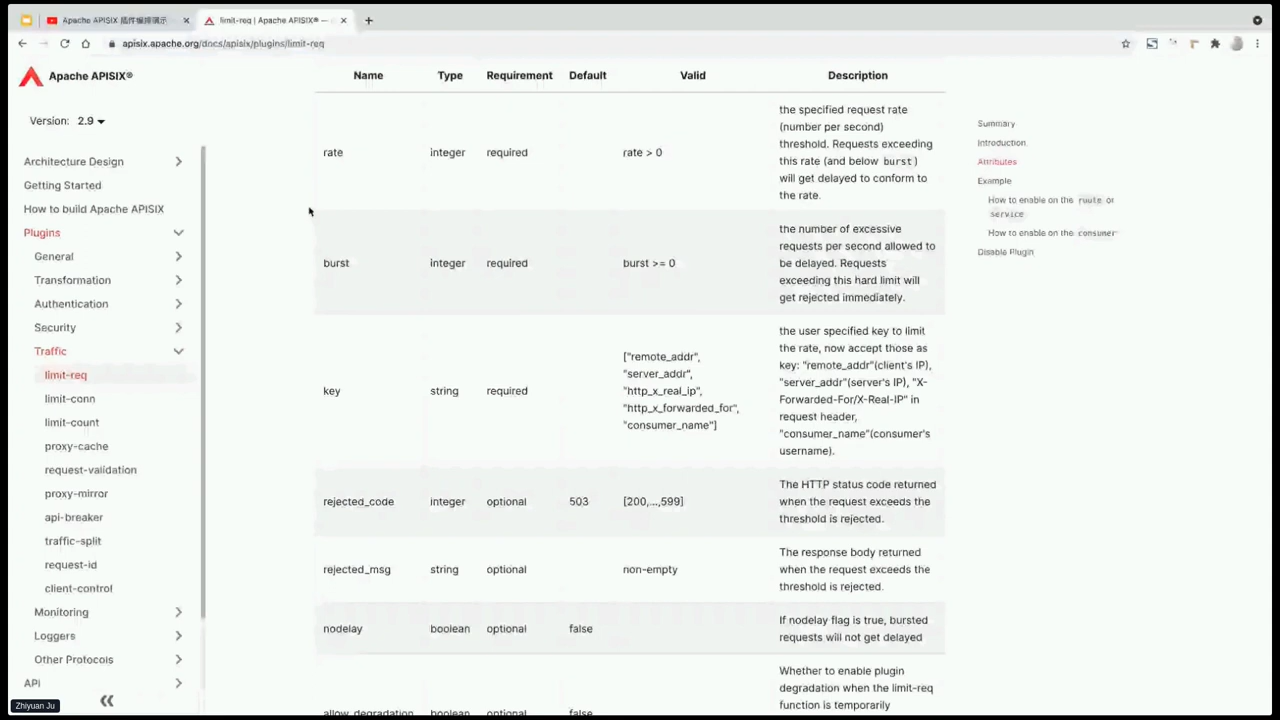 Apache APISIX 插件编排演示
limit-req | Apache APISIX® —
apisix.apache.org/docs/apisix/plugins/limit-req
Apache APISIX®
Version: 2.9
Architecture Design
Getting Started
How to build Apache APISIX
Plugins
General
Transformation
Authentication
Security
Traffic
limit-req
limit-conn
limit-count
proxy-cache
request-validation
proxy-mirror
api-breaker
traffic-split
request-id
client-control
Monitoring
Loggers
Other Protocols
API
Zhiyuan Ju
Name Type Requirement Default Valid Description
rate integer required rate > 0
the specified request rate
(number per second)
threshold. Requests exceeding
this rate (and below burst)
will get delayed to conform to
the rate.
burst integer required burst >= 0
the number of excessive
requests per second allowed to
be delayed. Requests
exceeding this hard limit will
get rejected immediately.
key string required
["remote_addr",
"server_addr",
"http_x_real_ip",
"http_x_forwarded_for",
"consumer_name"]
the user specified key to limit
the rate, now accept those as
key: "remote_addr"(client's IP),
"server_addr"(server's IP), "X-
Forwarded-For/X-Real-IP" in
request header,
"consumer_name"(consumer's
username).
rejected_code integer optional 503 [200,...,599]
The HTTP status code returned
when the request exceeds the
threshold is rejected.
rejected_msg string optional non-empty
The response body returned
when the request exceeds the
threshold is rejected.
nodelay boolean optional false
If nodelay flag is true, bursted
requests will not get delayed
allow_degradation boolean optional false
Whether to enable plugin
degradation when the limit-req
function is temporarily
Summary
Introduction
Attributes
Example
How to enable on the route or
service
How to enable on the consumer
Disable Plugin